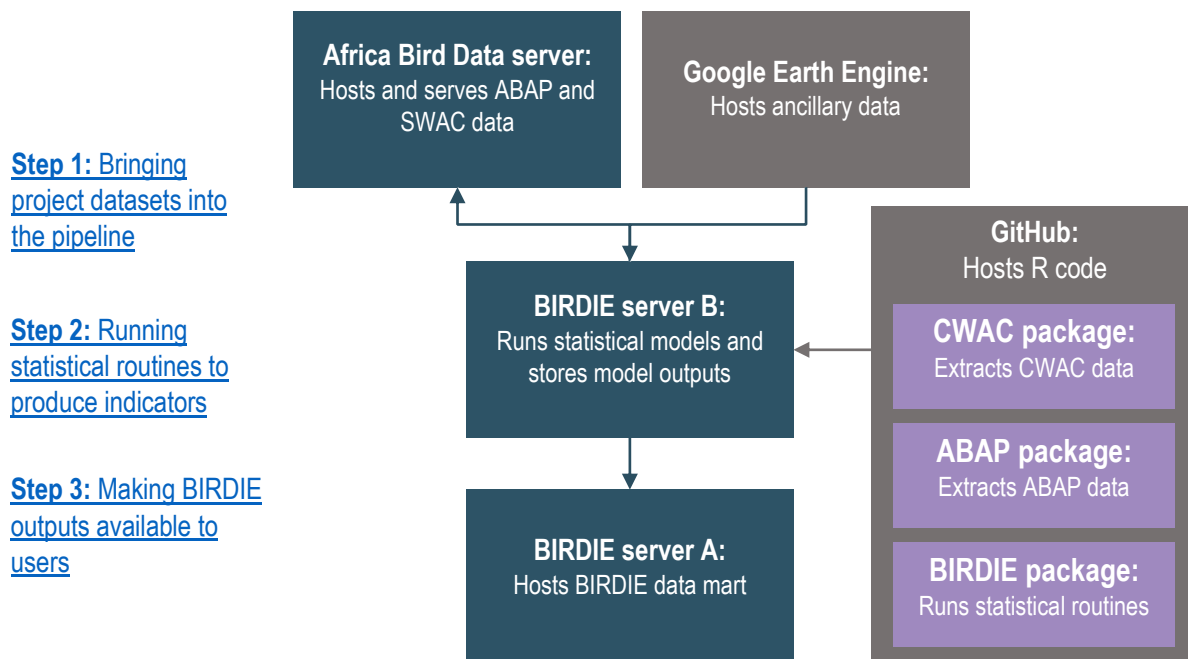 Africa Bird Data server:
Hosts and serves ABAP and
SWAC data
Google Earth Engine:
Hosts ancillary data
Step 1: Bringing
project datasets into
the pipeline
GitHub:
Hosts R code
BIRDIE server B:
Runs statistical models and
stores model outputs
CWAC package:
Extracts CWAC data
Step 2: Running
statistical routines to
produce indicators
ABAP package:
Extracts ABAP data
Step 3: Making BIRDIE
outputs available to
users
BIRDIE server A:
Hosts BIRDIE data mart
BIRDIE package:
Runs statistical routines